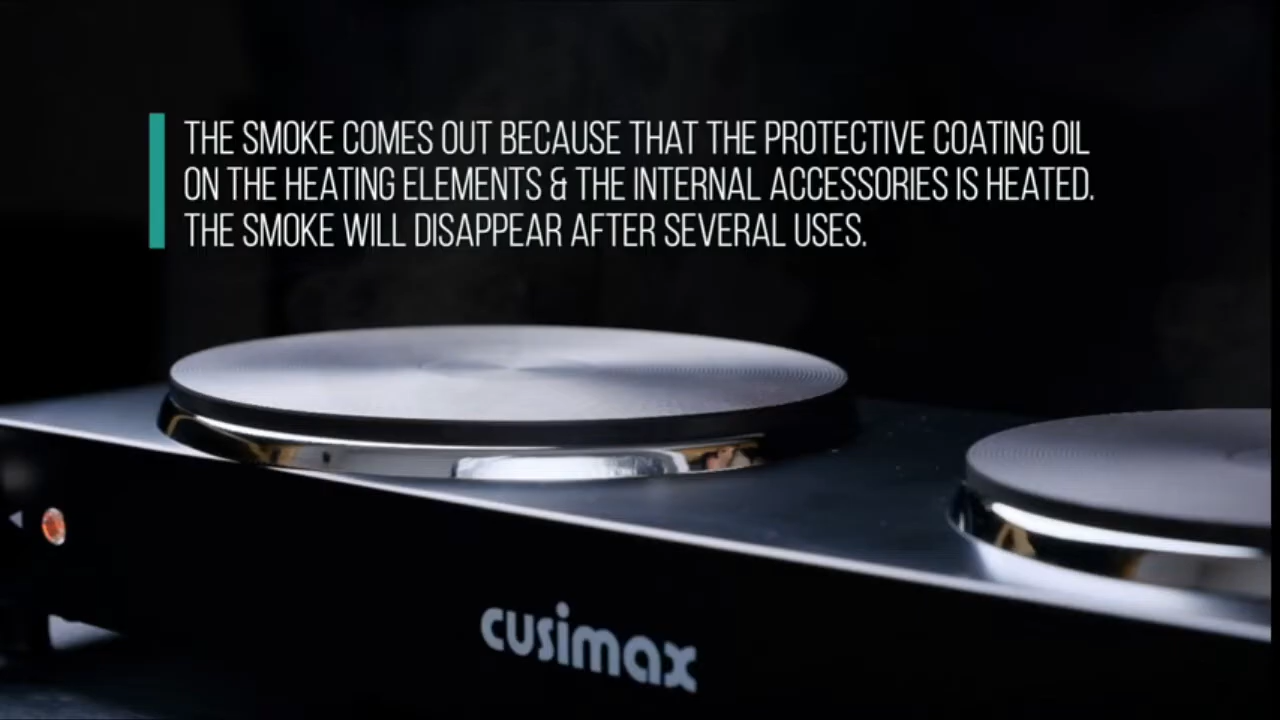 THE SMOKE COMES OUT BECAUSE THAT THE PROTECTIVE COATING OIL
ON THE HEATING ELEMENTS & THE INTERNAL ACCESSORIES IS HEATED.
THE SMOKE WILL DISAPPEAR AFTER SEVERAL USES.
cusimax